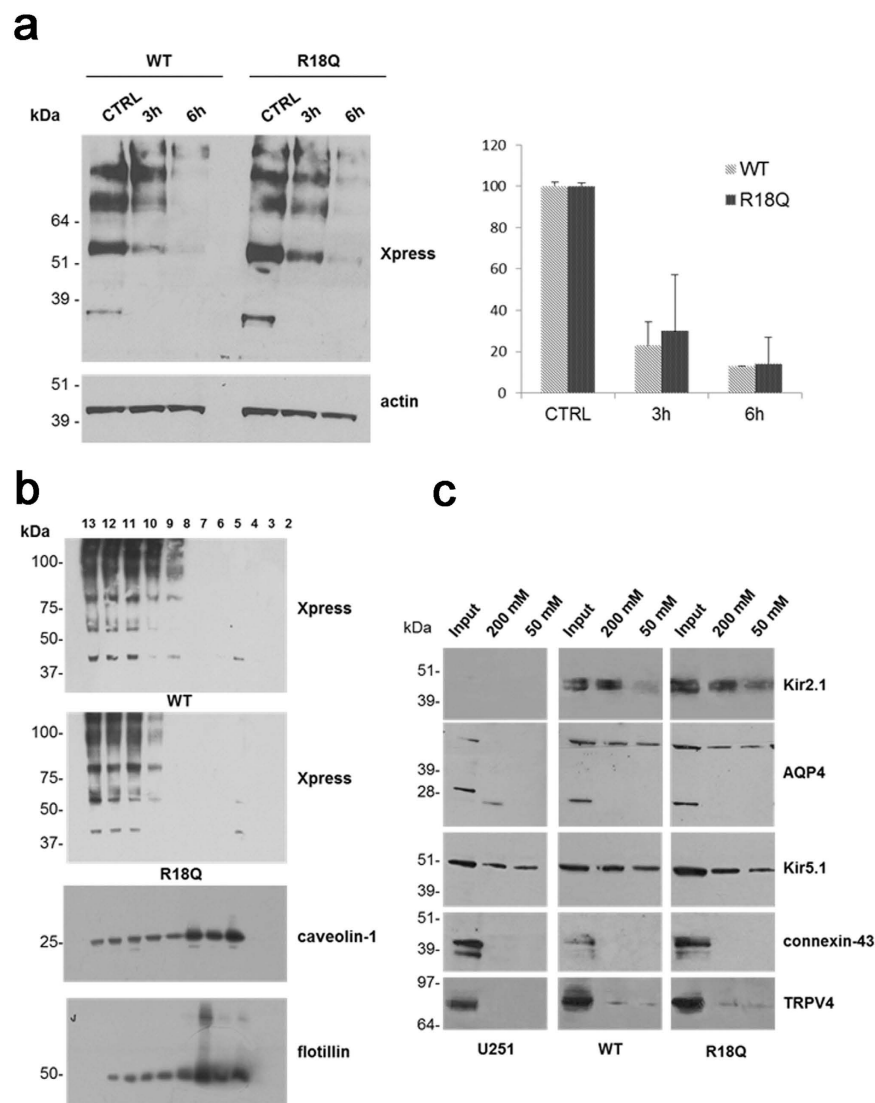 a
WT R18Q
kDa CTRL 3h 6h CTRL 3h 6h
64 -
51 -
39 -
Xpress
51 -
39 -
actin
120
100
80
60
40
20
0
WT
R18Q
CTRL 3h 6h
b
kDa 13 12 11 10 9 8 7 6 5 4 3 2
100-
75-
50-
37-
Xpress
WT
100-
75-
50-
37-
Xpress
R18Q
25-
caveolin-1
50-
flotillin
c
kDa Input 200 mM 50 mM Input 200 mM 50 mM Input 200 mM 50 mM
51-
39-
Kir2.1
39-
28-
AQP4
51-
39-
Kir5.1
51-
39-
connexin-43
97-
64-
TRPV4
U251 WT R18Q